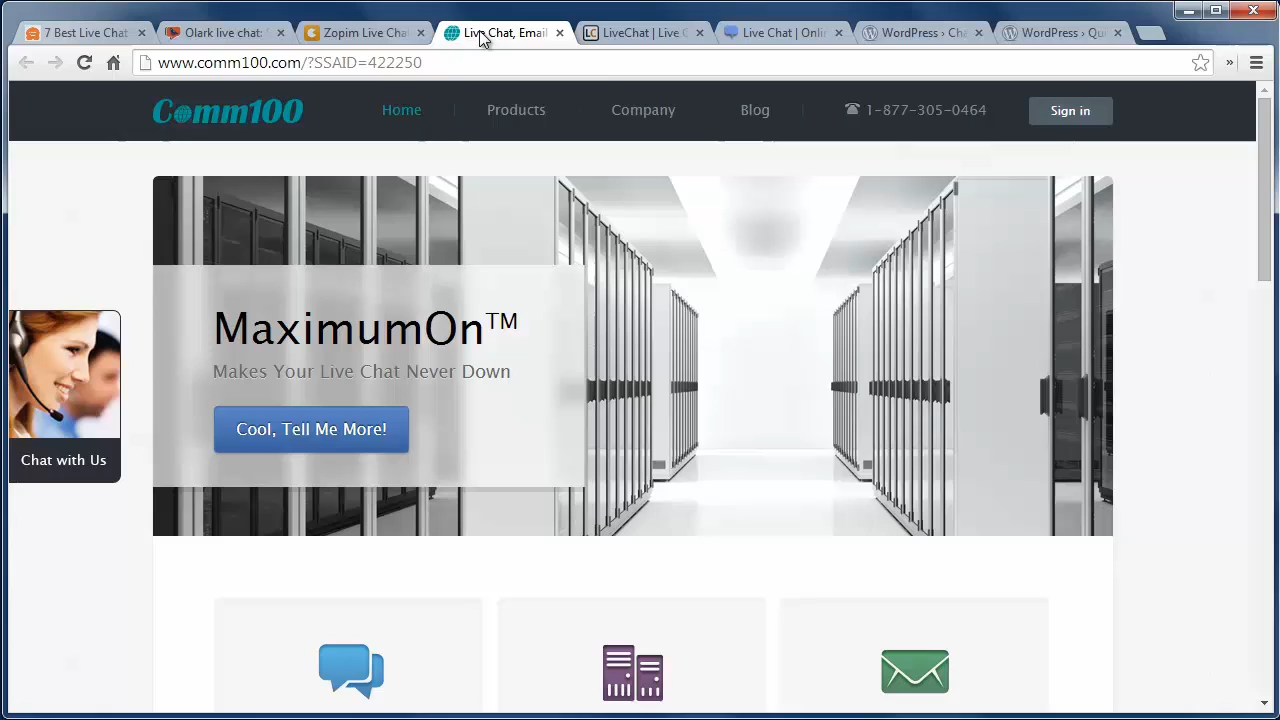 7 Best Live Chat
Olark live chat:
Zopim Live Cha
Live Chat, Email
LiveChat | Live C
Live Chat | Onli
WordPress › Cha
WordPress › Qu
www.comm100.com/?SSAID=422250
Comm100
Home
Products
Company
Blog
1-877-305-0464
Sign in
MaximumOn™
Makes Your Live Chat Never Down
Cool, Tell Me More!
Chat with Us